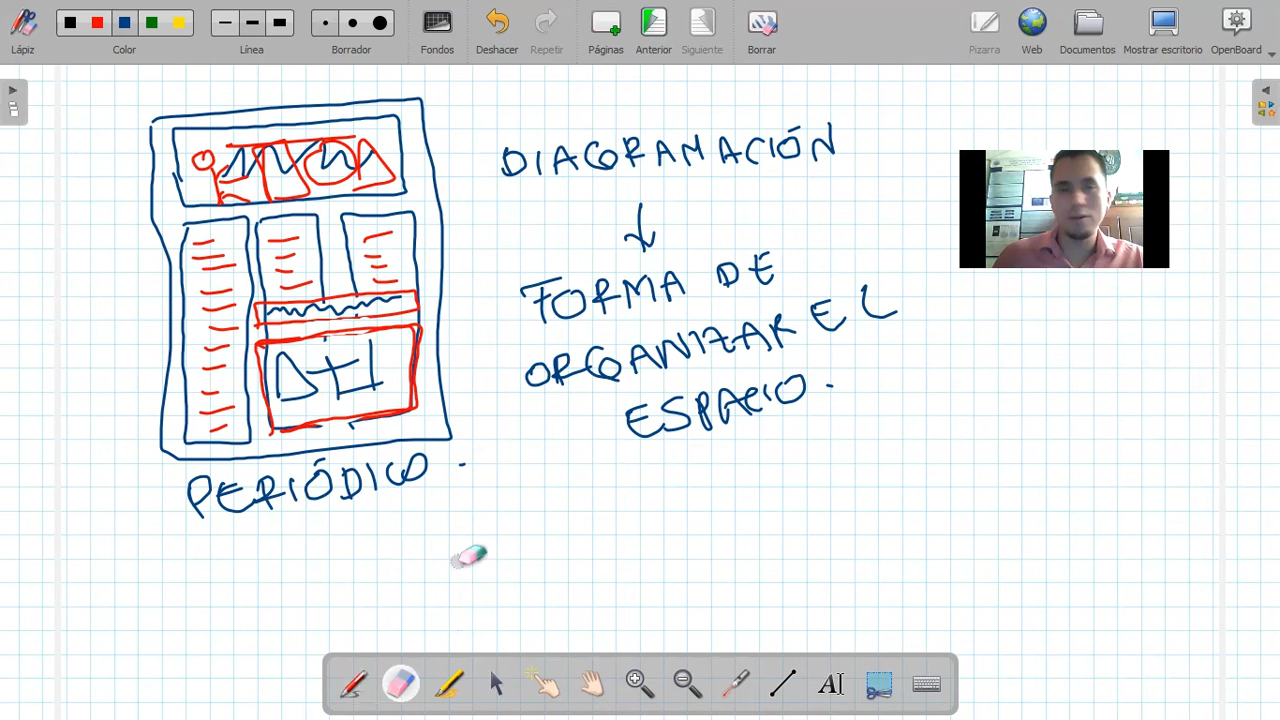 Lápiz
Color
Línea
Borrador
Fondos
Deshacer
Repetir
Páginas
Anterior
Siguiente
Borrar
Pizarra
Web
Documentos
Mostrar escritorio
OpenBoard
DIAGRAMACIÓN
FORMA DE
ORGANIZAR EL
ESPACIO.
PERIÓDICO.
AI